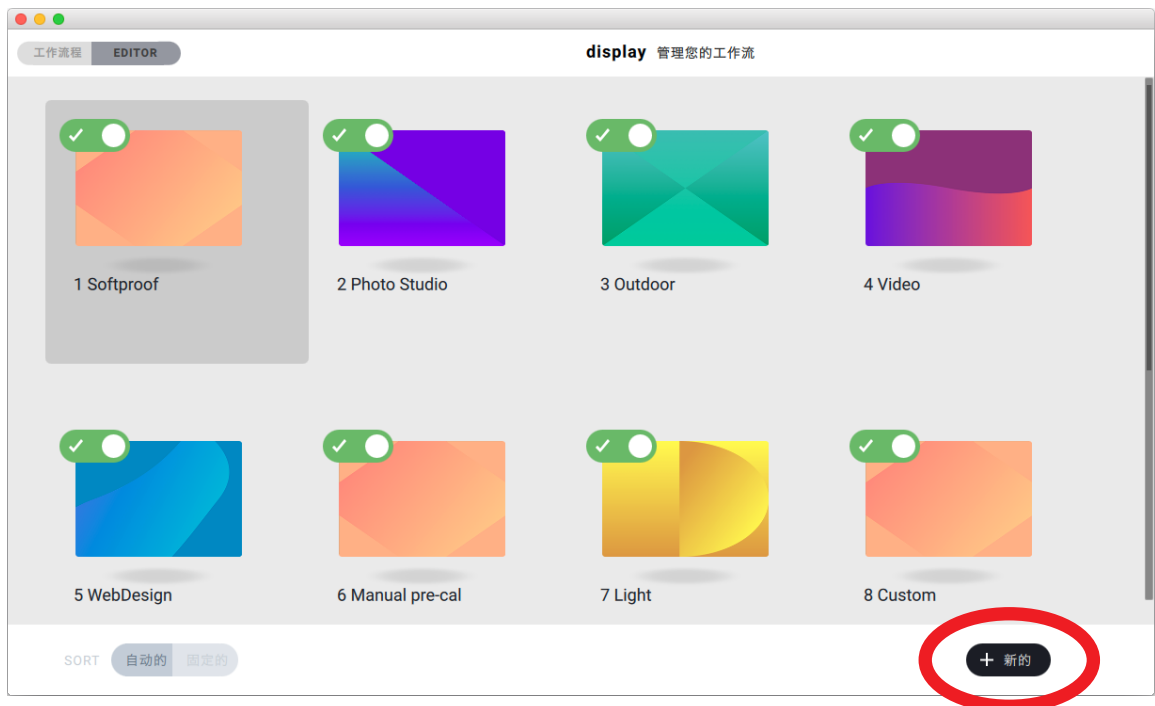 工作流程 EDITOR display 管理您的工作流
1 Softproof 2 Photo Studio 3 Outdoor 4 Video
5 WebDesign 6 Manual pre-cal 7 Light 8 Custom
SORT 自动的 固定的 + 新的